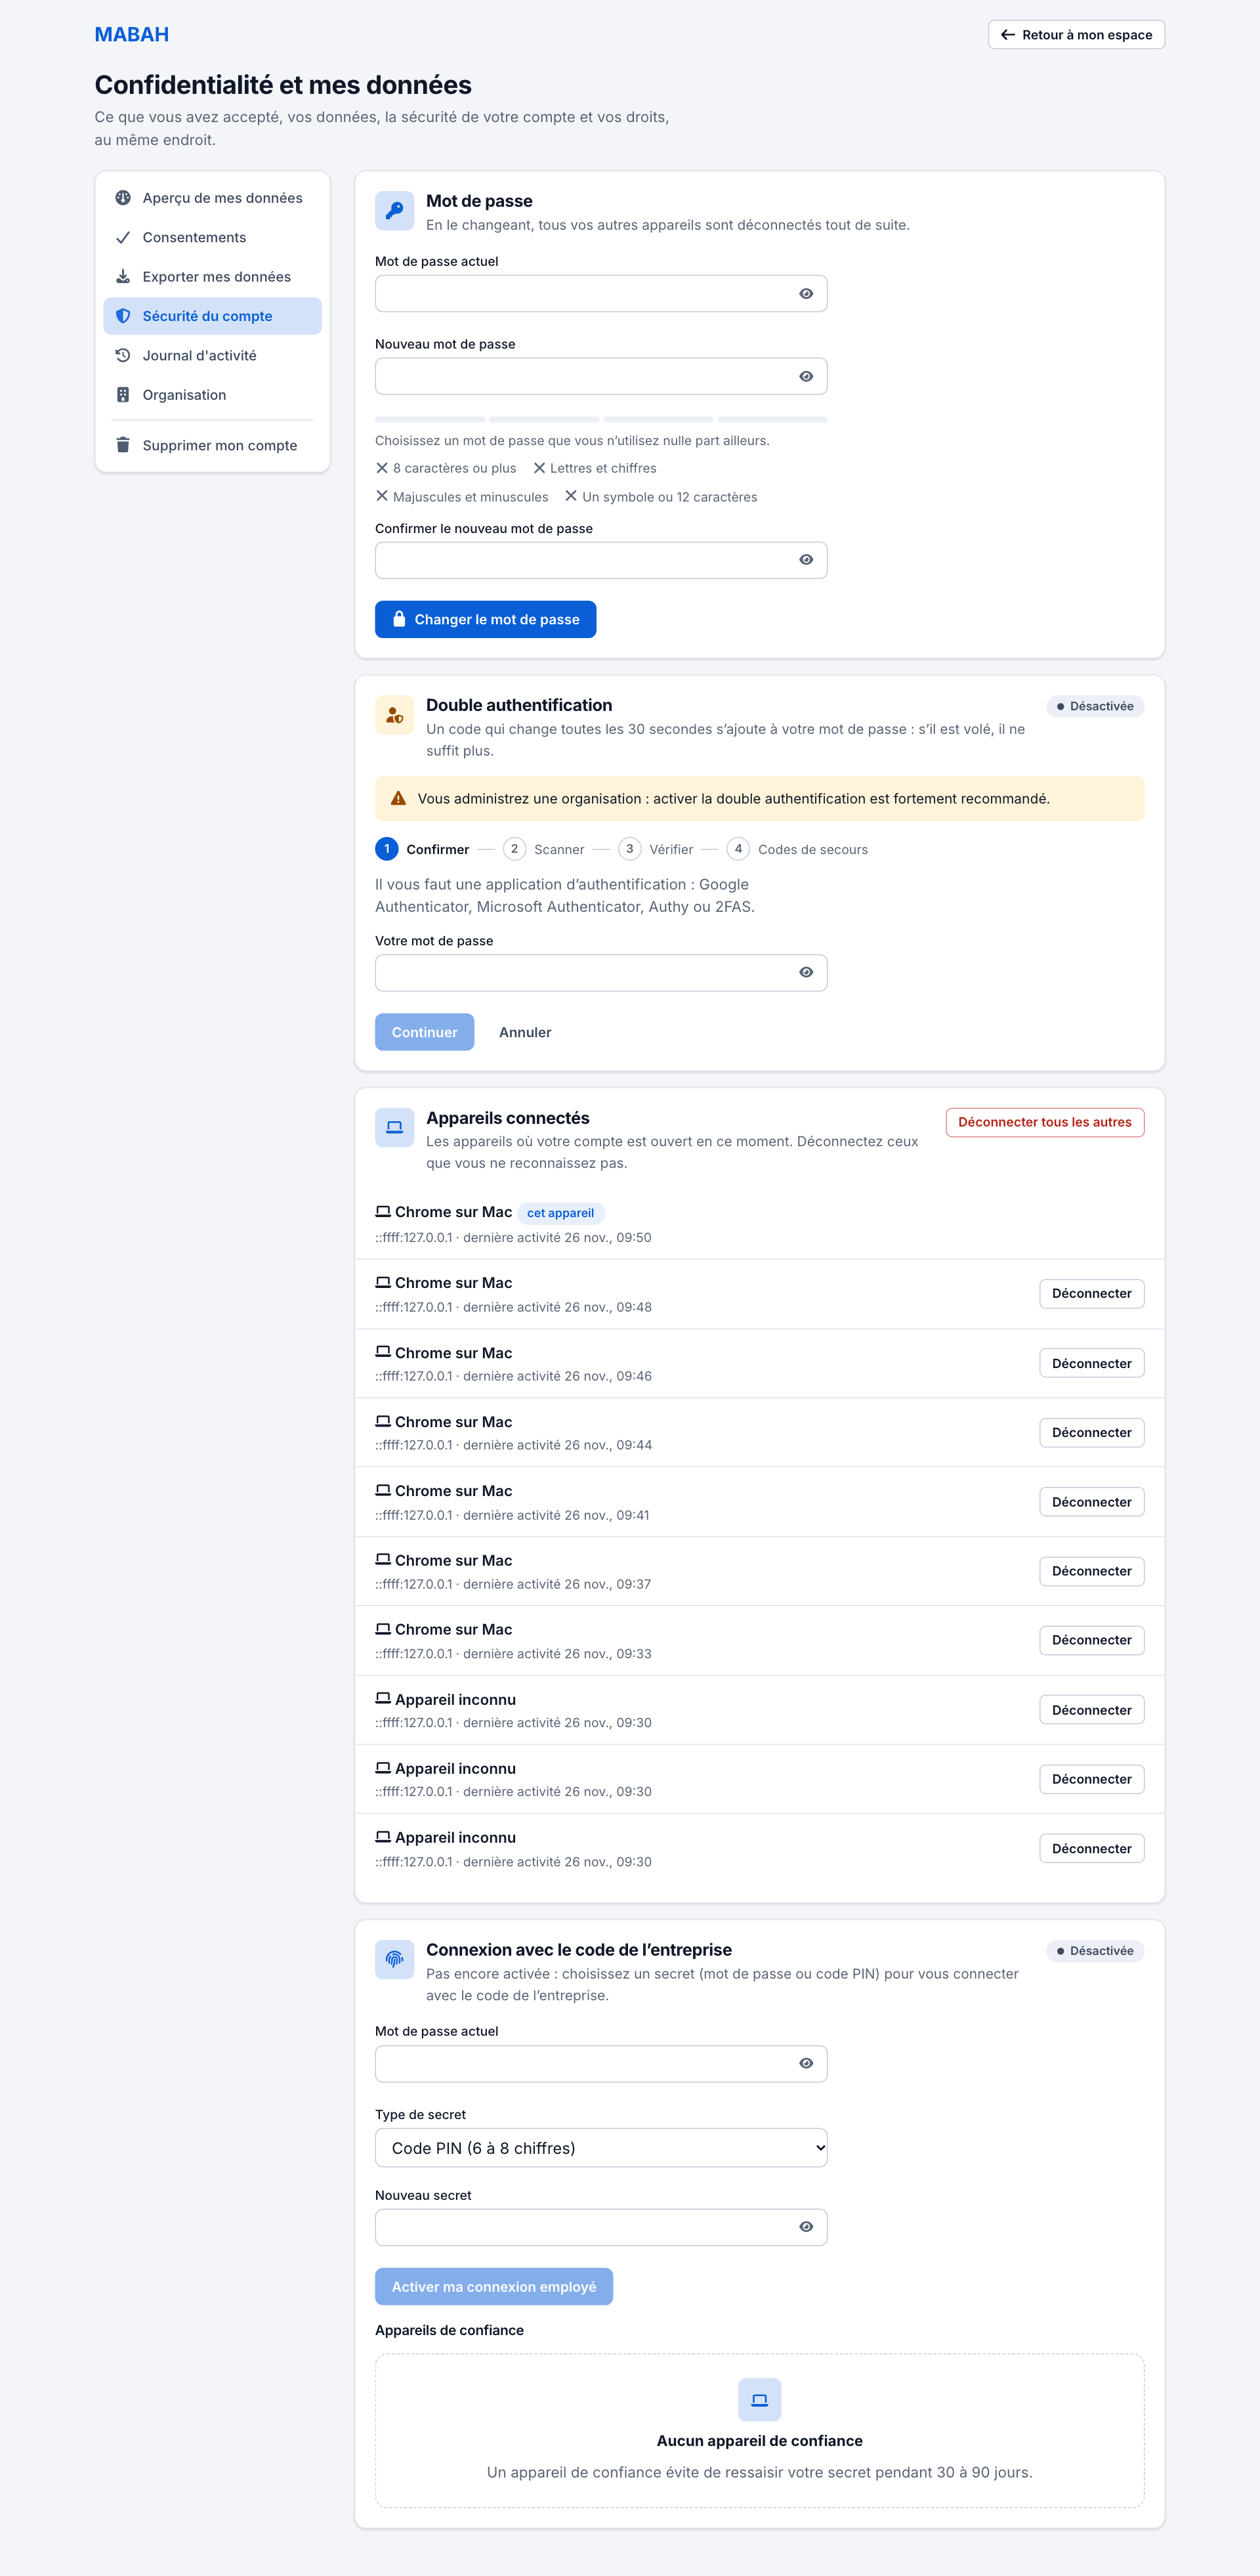 MABAH
Retour à mon espace
Confidentialité et mes données
Ce que vous avez accepté, vos données, la sécurité de votre compte et vos droits,
au même endroit.
Aperçu de mes données
Consentements
Exporter mes données
Sécurité du compte
Journal d'activité
Organisation
Supprimer mon compte
Mot de passe
En le changeant, tous vos autres appareils sont déconnectés tout de suite.
Mot de passe actuel
Nouveau mot de passe
Choisissez un mot de passe que vous n’utilisez nulle part ailleurs.
8 caractères ou plus
Lettres et chiffres
Majuscules et minuscules
Un symbole ou 12 caractères
Confirmer le nouveau mot de passe
Changer le mot de passe
Double authentification
Désactivée
Un code qui change toutes les 30 secondes s’ajoute à votre mot de passe : s’il est volé, il ne
suffit plus.
Vous administrez une organisation : activer la double authentification est fortement recommandé.
1 Confirmer
2 Scanner
3 Vérifier
4 Codes de secours
Il vous faut une application d’authentification : Google
Authenticator, Microsoft Authenticator, Authy ou 2FAS.
Votre mot de passe
Continuer
Annuler
Appareils connectés
Déconnecter tous les autres
Les appareils où votre compte est ouvert en ce moment. Déconnectez ceux
que vous ne reconnaissez pas.
Chrome sur Mac cet appareil
::ffff:127.0.0.1 · dernière activité 26 nov., 09:50
Chrome sur Mac
::ffff:127.0.0.1 · dernière activité 26 nov., 09:48
Déconnecter
Chrome sur Mac
::ffff:127.0.0.1 · dernière activité 26 nov., 09:46
Déconnecter
Chrome sur Mac
::ffff:127.0.0.1 · dernière activité 26 nov., 09:44
Déconnecter
Chrome sur Mac
::ffff:127.0.0.1 · dernière activité 26 nov., 09:41
Déconnecter
Chrome sur Mac
::ffff:127.0.0.1 · dernière activité 26 nov., 09:37
Déconnecter
Chrome sur Mac
::ffff:127.0.0.1 · dernière activité 26 nov., 09:33
Déconnecter
Appareil inconnu
::ffff:127.0.0.1 · dernière activité 26 nov., 09:30
Déconnecter
Appareil inconnu
::ffff:127.0.0.1 · dernière activité 26 nov., 09:30
Déconnecter
Appareil inconnu
::ffff:127.0.0.1 · dernière activité 26 nov., 09:30
Déconnecter
Connexion avec le code de l’entreprise
Désactivée
Pas encore activée : choisissez un secret (mot de passe ou code PIN) pour vous connecter
avec le code de l’entreprise.
Mot de passe actuel
Type de secret
Code PIN (6 à 8 chiffres)
Nouveau secret
Activer ma connexion employé
Appareils de confiance
Aucun appareil de confiance
Un appareil de confiance évite de ressaisir votre secret pendant 30 à 90 jours.